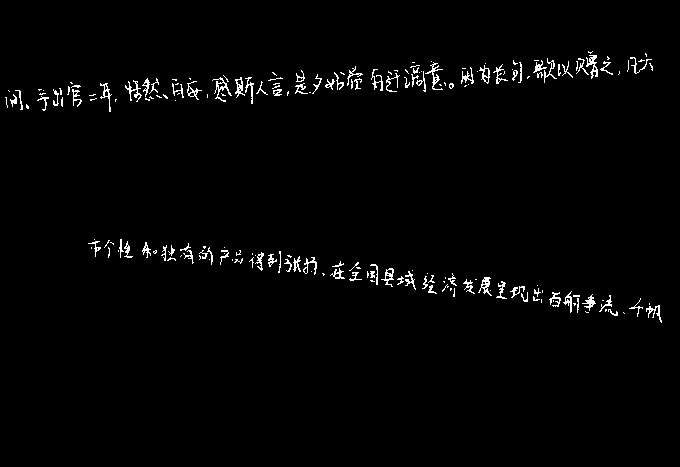 间。予出官二年，恬然自安，感斯人言，是夕始觉有迁谪意。因为长句，歌以赠之，凡六
市个性和独有的产品得到张扬、在全国县域经济发展呈现出百舸争流、千帆